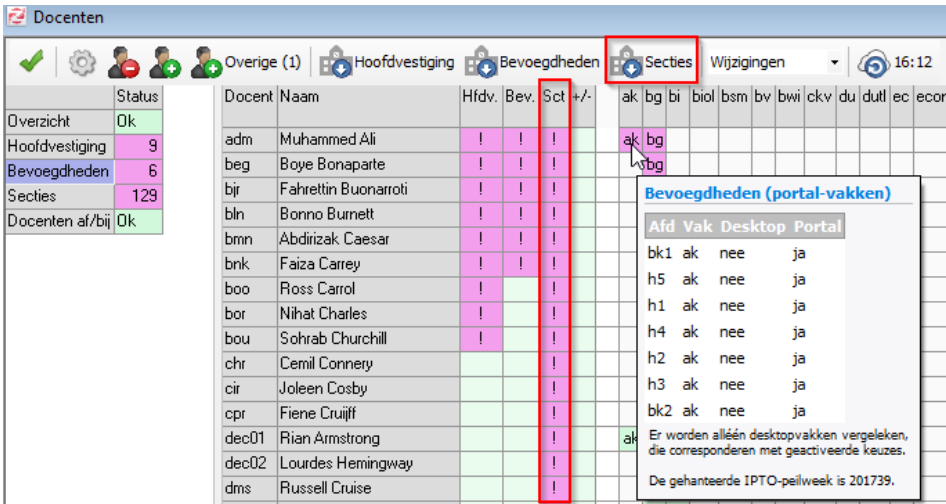 Docenten
Overige (1) Hoofdvestiging Bevoegdheden Secties Wijzigingen 16:12
Status
Overzicht Ok
Hoofdvestiging 9
Bevoegdheden 6
Secties 129
Docenten af/bij Ok
Docent Naam Hfdv. Bev. Sct +/- ak bg bi biol bsm bv bwi ckv du dutl ec econ
adm Muhammed Ali ! ! ! ak bg
beg Boye Bonaparte ! ! ! bg
bjr Fahrettin Buonarroti ! ! !
bln Bonno Burnett ! ! !
bmn Abdirizak Caesar ! ! !
bnk Faiza Carrey ! ! !
boo Ross Carrol ! !
bor Nihat Charles ! !
bou Sohrab Churchill ! !
chr Cemil Connery !
cir Joleen Cosby !
cpr Fiene Cruijff !
dec01 Rian Armstrong ! ak
dec02 Lourdes Hemingway !
dms Russell Cruise !
Bevoegdheden (portal-vakken)
Afd Vak Desktop Portal
bk1 ak nee ja
h5 ak nee ja
h1 ak nee ja
h4 ak nee ja
h2 ak nee ja
h3 ak nee ja
bk2 ak nee ja
Er worden alléén desktopvakken vergeleken,
die corresponderen met geactiveerde keuzes.
De gehanteerde IPTO-peilweek is 201739.